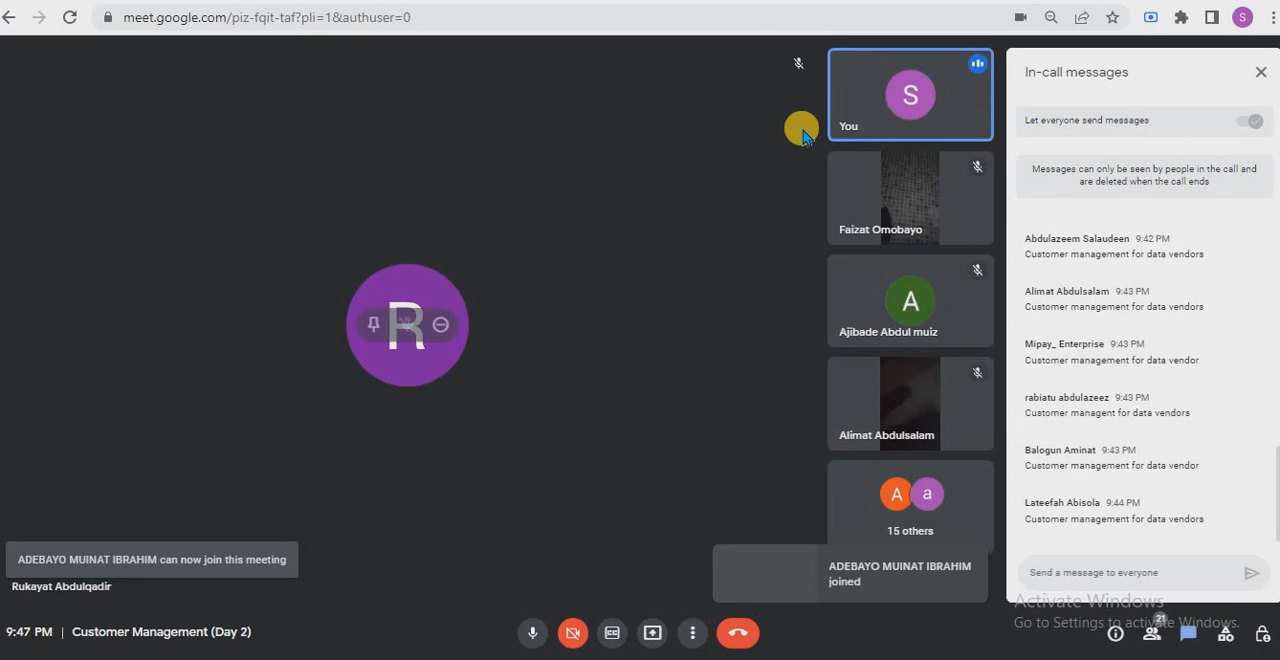 meet.google.com/piz-fqit-taf?pli=1&authuser=0
S
S
You
Faizat Omobayo
A
Ajibade Abdul muiz
Alimat Abdulsalam
A a
15 others
R
ADEBAYO MUINAT IBRAHIM can now join this meeting
Rukayat Abdulqadir
ADEBAYO MUINAT IBRAHIM
joined
9:47 PM | Customer Management (Day 2)
In-call messages
Let everyone send messages
Messages can only be seen by people in the call and
are deleted when the call ends
Abdulazeem Salaudeen 9:42 PM
Customer management for data vendors
Alimat Abdulsalam 9:43 PM
Customer management for data vendors
Mipay_ Enterprise 9:43 PM
Customer management for data vendor
rabiatu abdulazeez 9:43 PM
Customer managent for data vendors
Balogun Aminat 9:43 PM
Customer management for data vendor
Lateefah Abisola 9:44 PM
Customer management for data vendors
Send a message to everyone
Activate Windows
Go to Settings to activate Windows.
21